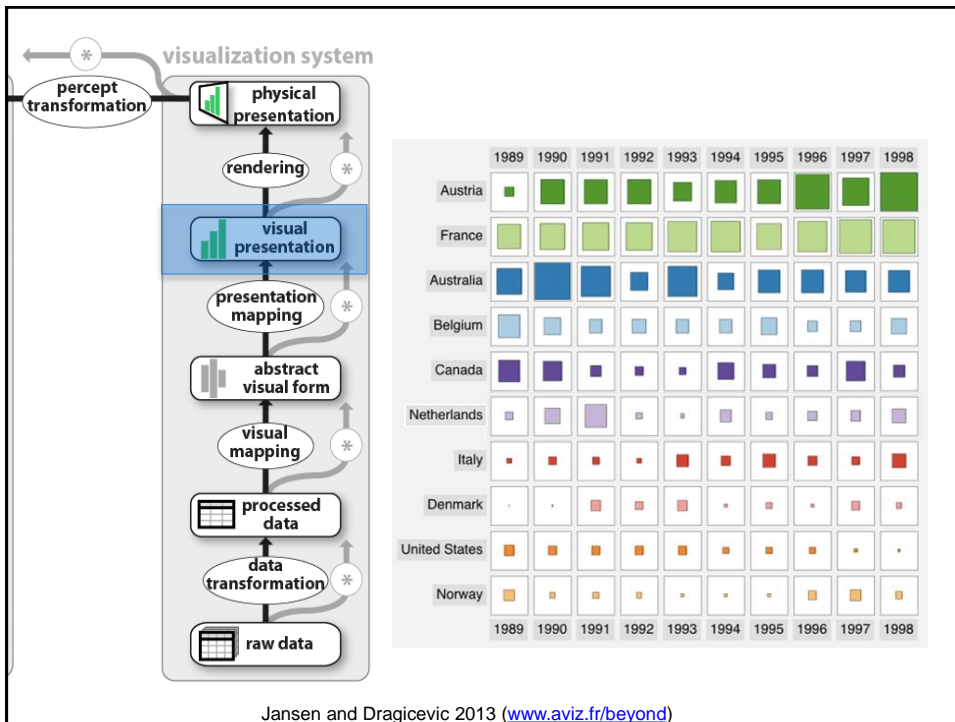 *
visualization system
percept
transformation
physical
presentation
rendering
*
visual
presentation
presentation
mapping
*
abstract
visual form
visual
mapping
*
processed
data
data
transformation
*
raw data
1989 1990 1991 1992 1993 1994 1995 1996 1997 1998
Austria
France
Australia
Belgium
Canada
Netherlands
Italy
Denmark
United States
Norway
1989 1990 1991 1992 1993 1994 1995 1996 1997 1998
Jansen and Dragicevic 2013 (www.aviz.fr/beyond)